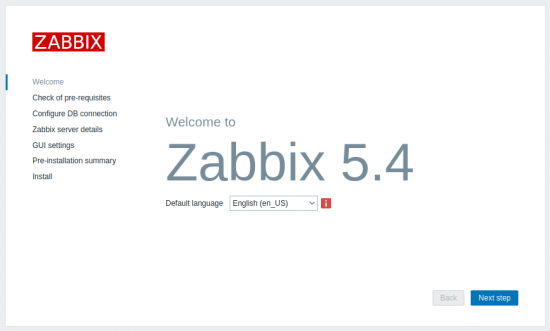 ZABBIX
Welcome
Check of pre-requisites
Configure DB connection
Zabbix server details
GUI settings
Pre-installation summary
Install
Welcome to
Zabbix 5.4
Default language English (en_US) i
Back Next step